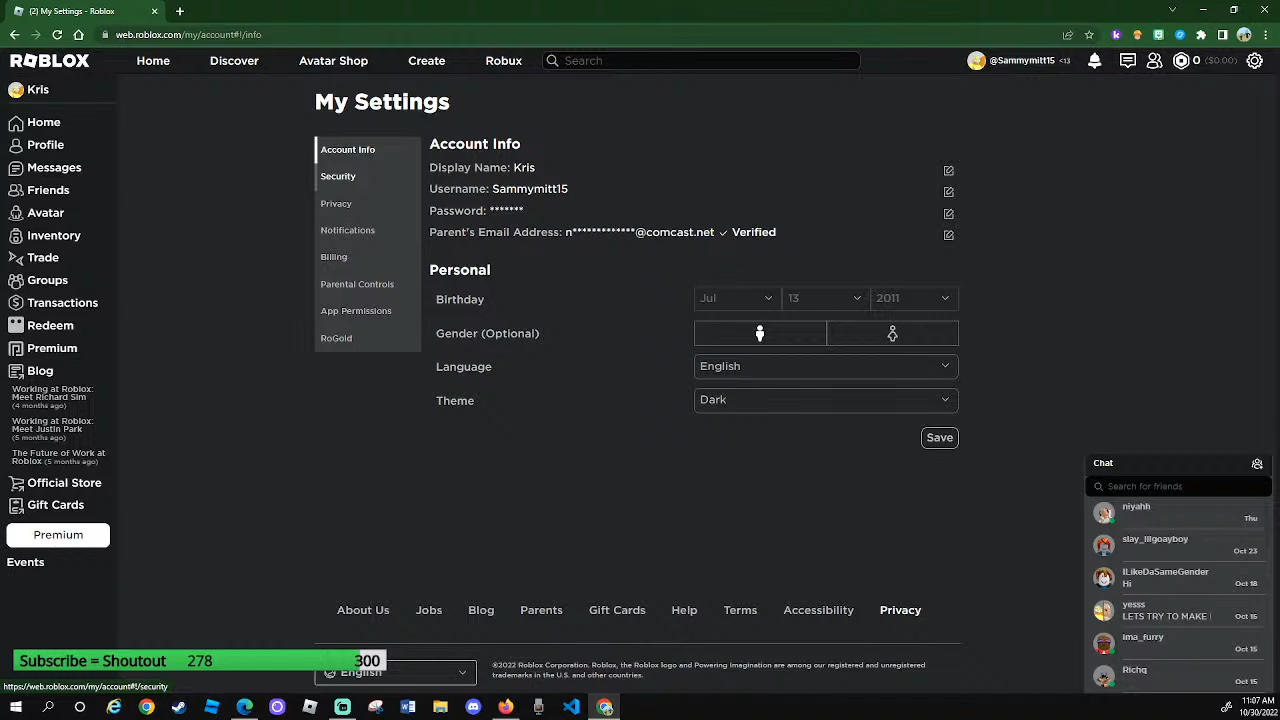 (2) My Settings - Roblox
web.roblox.com/my/account#!/info
ROBLOX
Home
Discover
Avatar Shop
Create
Robux
Search
@Sammymitt15 <13
0 ($0.00)
Kris
Home
Profile
Messages
Friends
Avatar
Inventory
Trade
Groups
Transactions
Redeem
Premium
Blog
Working at Roblox:
Meet Richard Sim
(4 months ago)
Working at Roblox:
Meet Justin Park
(5 months ago)
The Future of Work at
Roblox (5 months ago)
Official Store
Gift Cards
Premium
Events
My Settings
Account Info
Security
Privacy
Notifications
Billing
Parental Controls
App Permissions
RoGold
Account Info
Display Name: Kris
Username: Sammymitt15
Password: *******
Parent's Email Address: n*************@comcast.net ✓ Verified
Personal
Birthday
Jul 13 2011
Gender (Optional)
Language
English
Theme
Dark
Save
Chat
Search for friends
niyahh
Thu
slay_lilgoayboy
Oct 23
ILikeDaSameGender
Hi
Oct 18
yesss
LETS TRY TO MAKE
Oct 15
ima_furry
Oct 15
Richq
About Us
Jobs
Blog
Parents
Gift Cards
Help
Terms
Accessibility
Privacy
English
©2022 Roblox Corporation. Roblox, the Roblox logo and Powering Imagination are among our registered and unregistered
trademarks in the U.S. and other countries.
Subscribe = Shoutout 278 300
https://web.roblox.com/my/account#!/security
11:07 AM